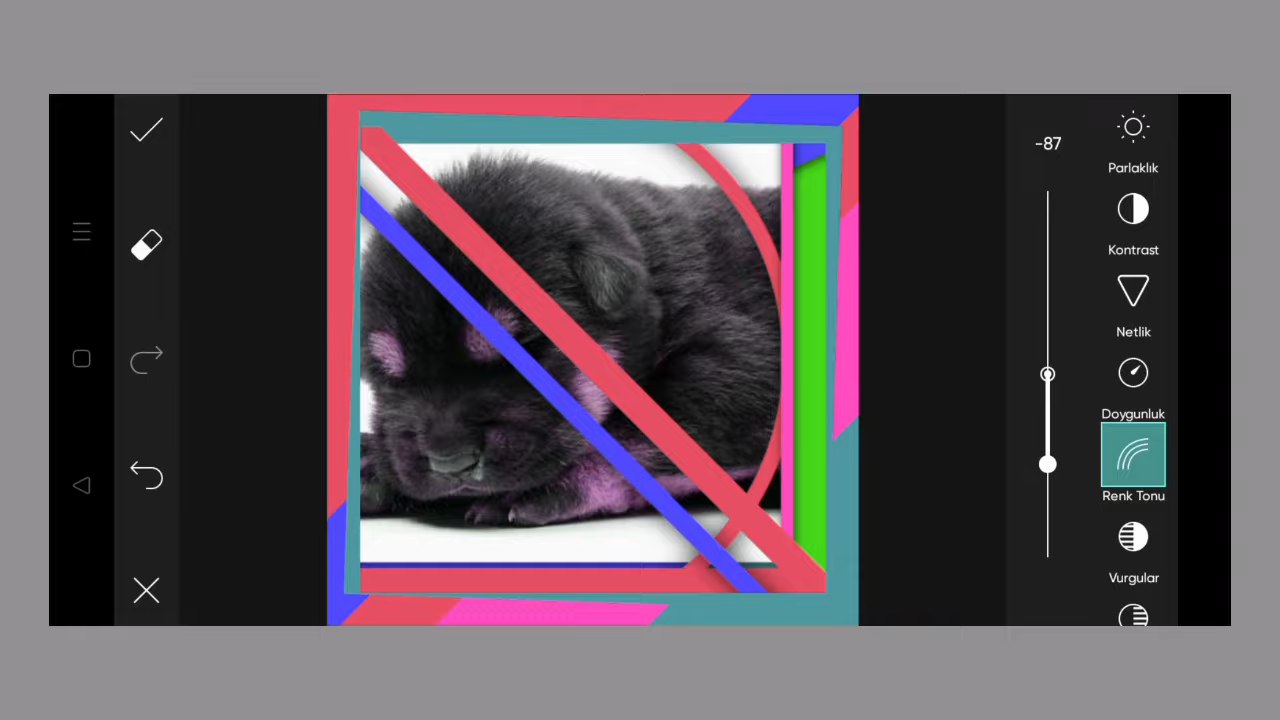 -87
Parlaklık
Kontrast
Netlik
Doygunluk
Renk Tonu
Vurgular